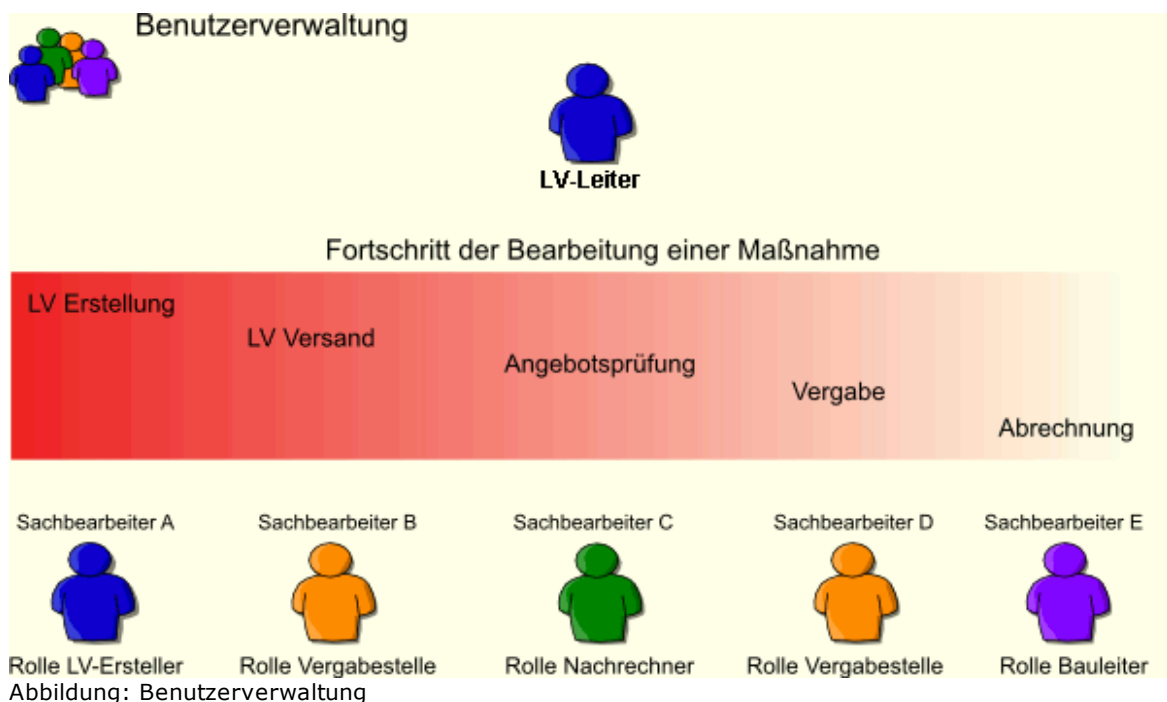 Benutzerverwaltung
LV-Leiter
Fortschritt der Bearbeitung einer Maßnahme
LV Erstellung
LV Versand
Angebotsprüfung
Vergabe
Abrechnung
Sachbearbeiter A Sachbearbeiter B Sachbearbeiter C Sachbearbeiter D Sachbearbeiter E
Rolle LV-Ersteller Rolle Vergabestelle Rolle Nachrechner Rolle Vergabestelle Rolle Bauleiter
Abbildung: Benutzerverwaltung